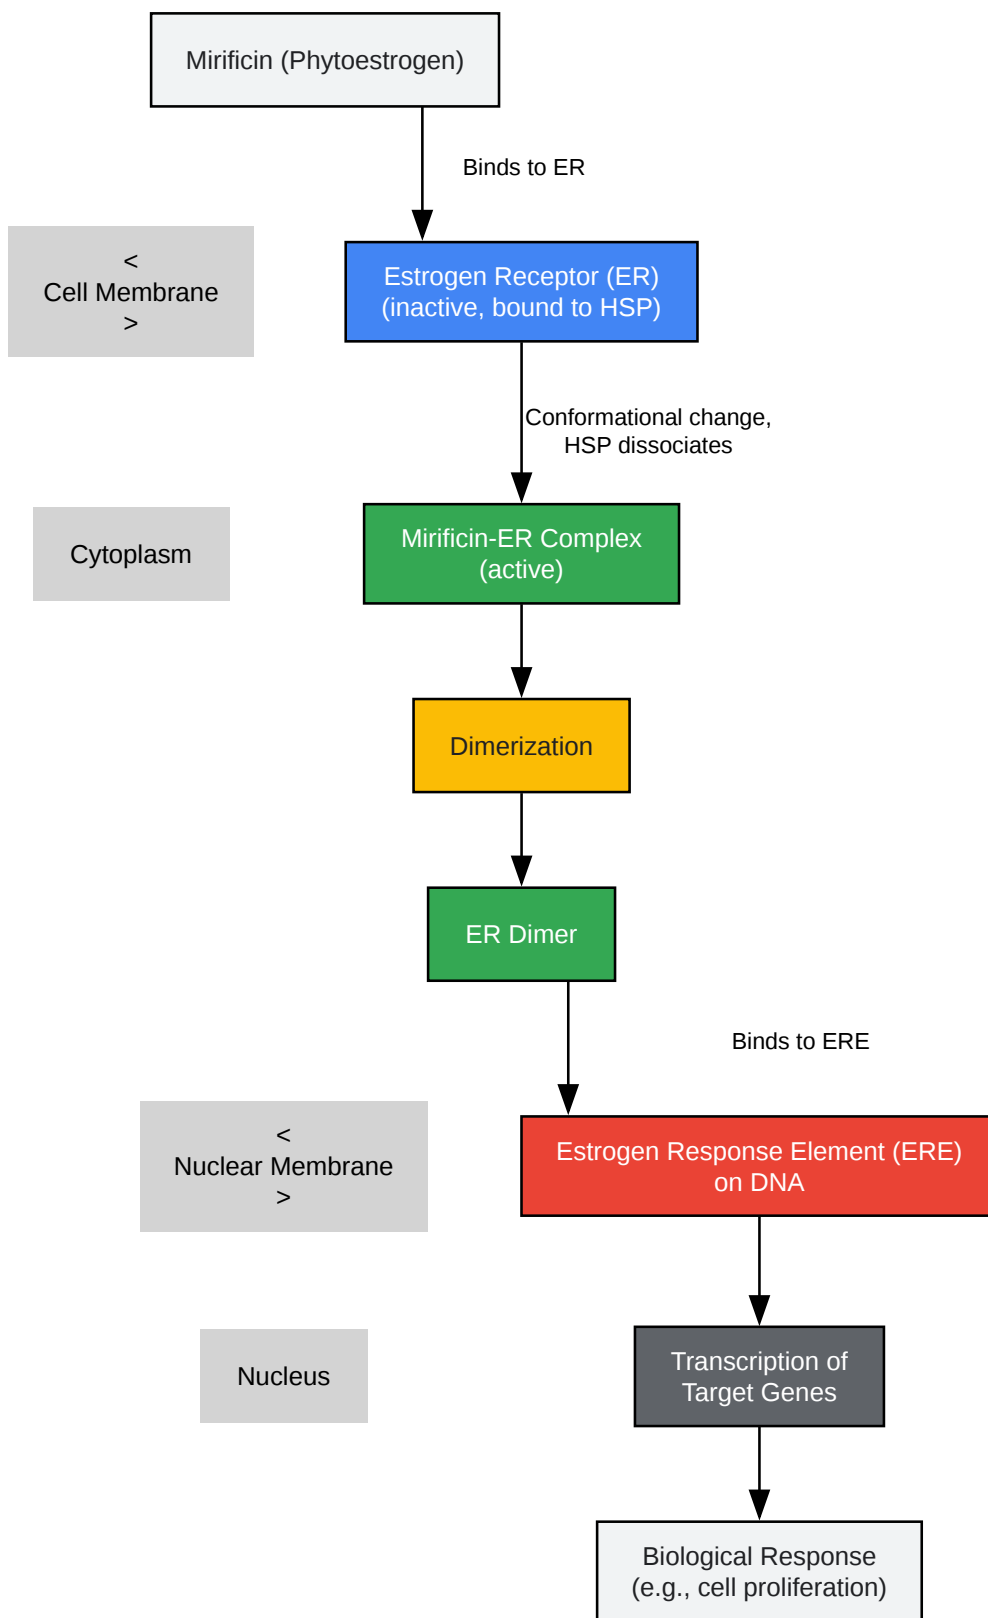 Mirificin (Phytoestrogen)
Binds to ER
<
Cell Membrane
>
Estrogen Receptor (ER)
(inactive, bound to HSP)
Conformational change,
HSP dissociates
Cytoplasm
Mirificin-ER Complex
(active)
Dimerization
ER Dimer
Binds to ERE
<
Nuclear Membrane
>
Estrogen Response Element (ERE)
on DNA
Nucleus
Transcription of
Target Genes
Biological Response
(e.g., cell proliferation)